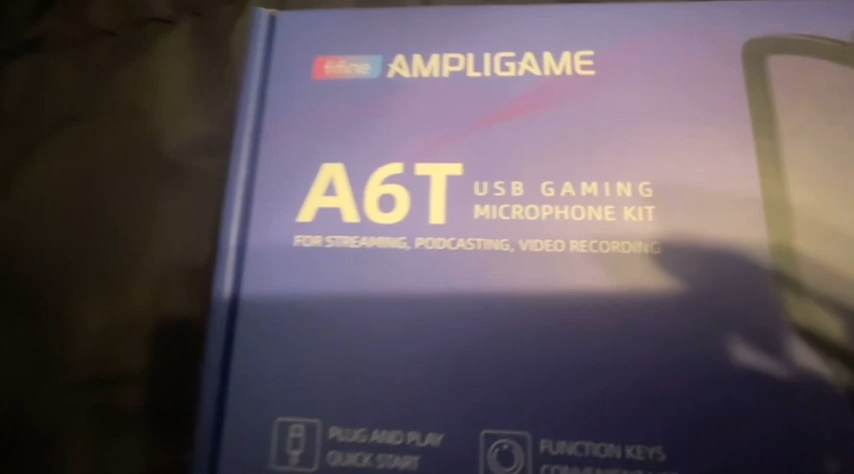 fifine AMPLIGAME
A6T USB GAMING
MICROPHONE KIT
FOR STREAMING, PODCASTING, VIDEO RECORDING
PLUG AND PLAY
QUICK START
FUNCTION KEYS